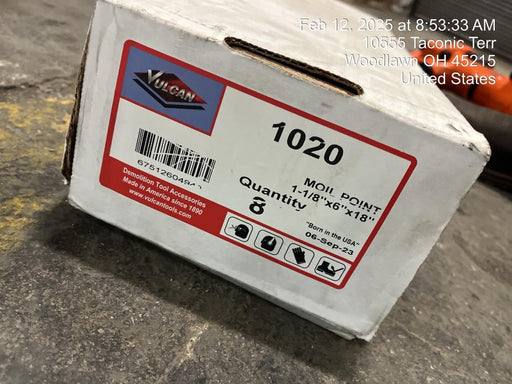 Feb 12, 2025 at 8:53:33 AM
10555 Taconic Terr
Woodlawn OH 45215
United States
VULCAN
1020
MOIL POINT
1-1/8"x6"x18"
Quantity
8
Demolition Tool Accessories
Made in America since 1890
www.vulcantools.com
"Born in the USA"
06-Sep-23